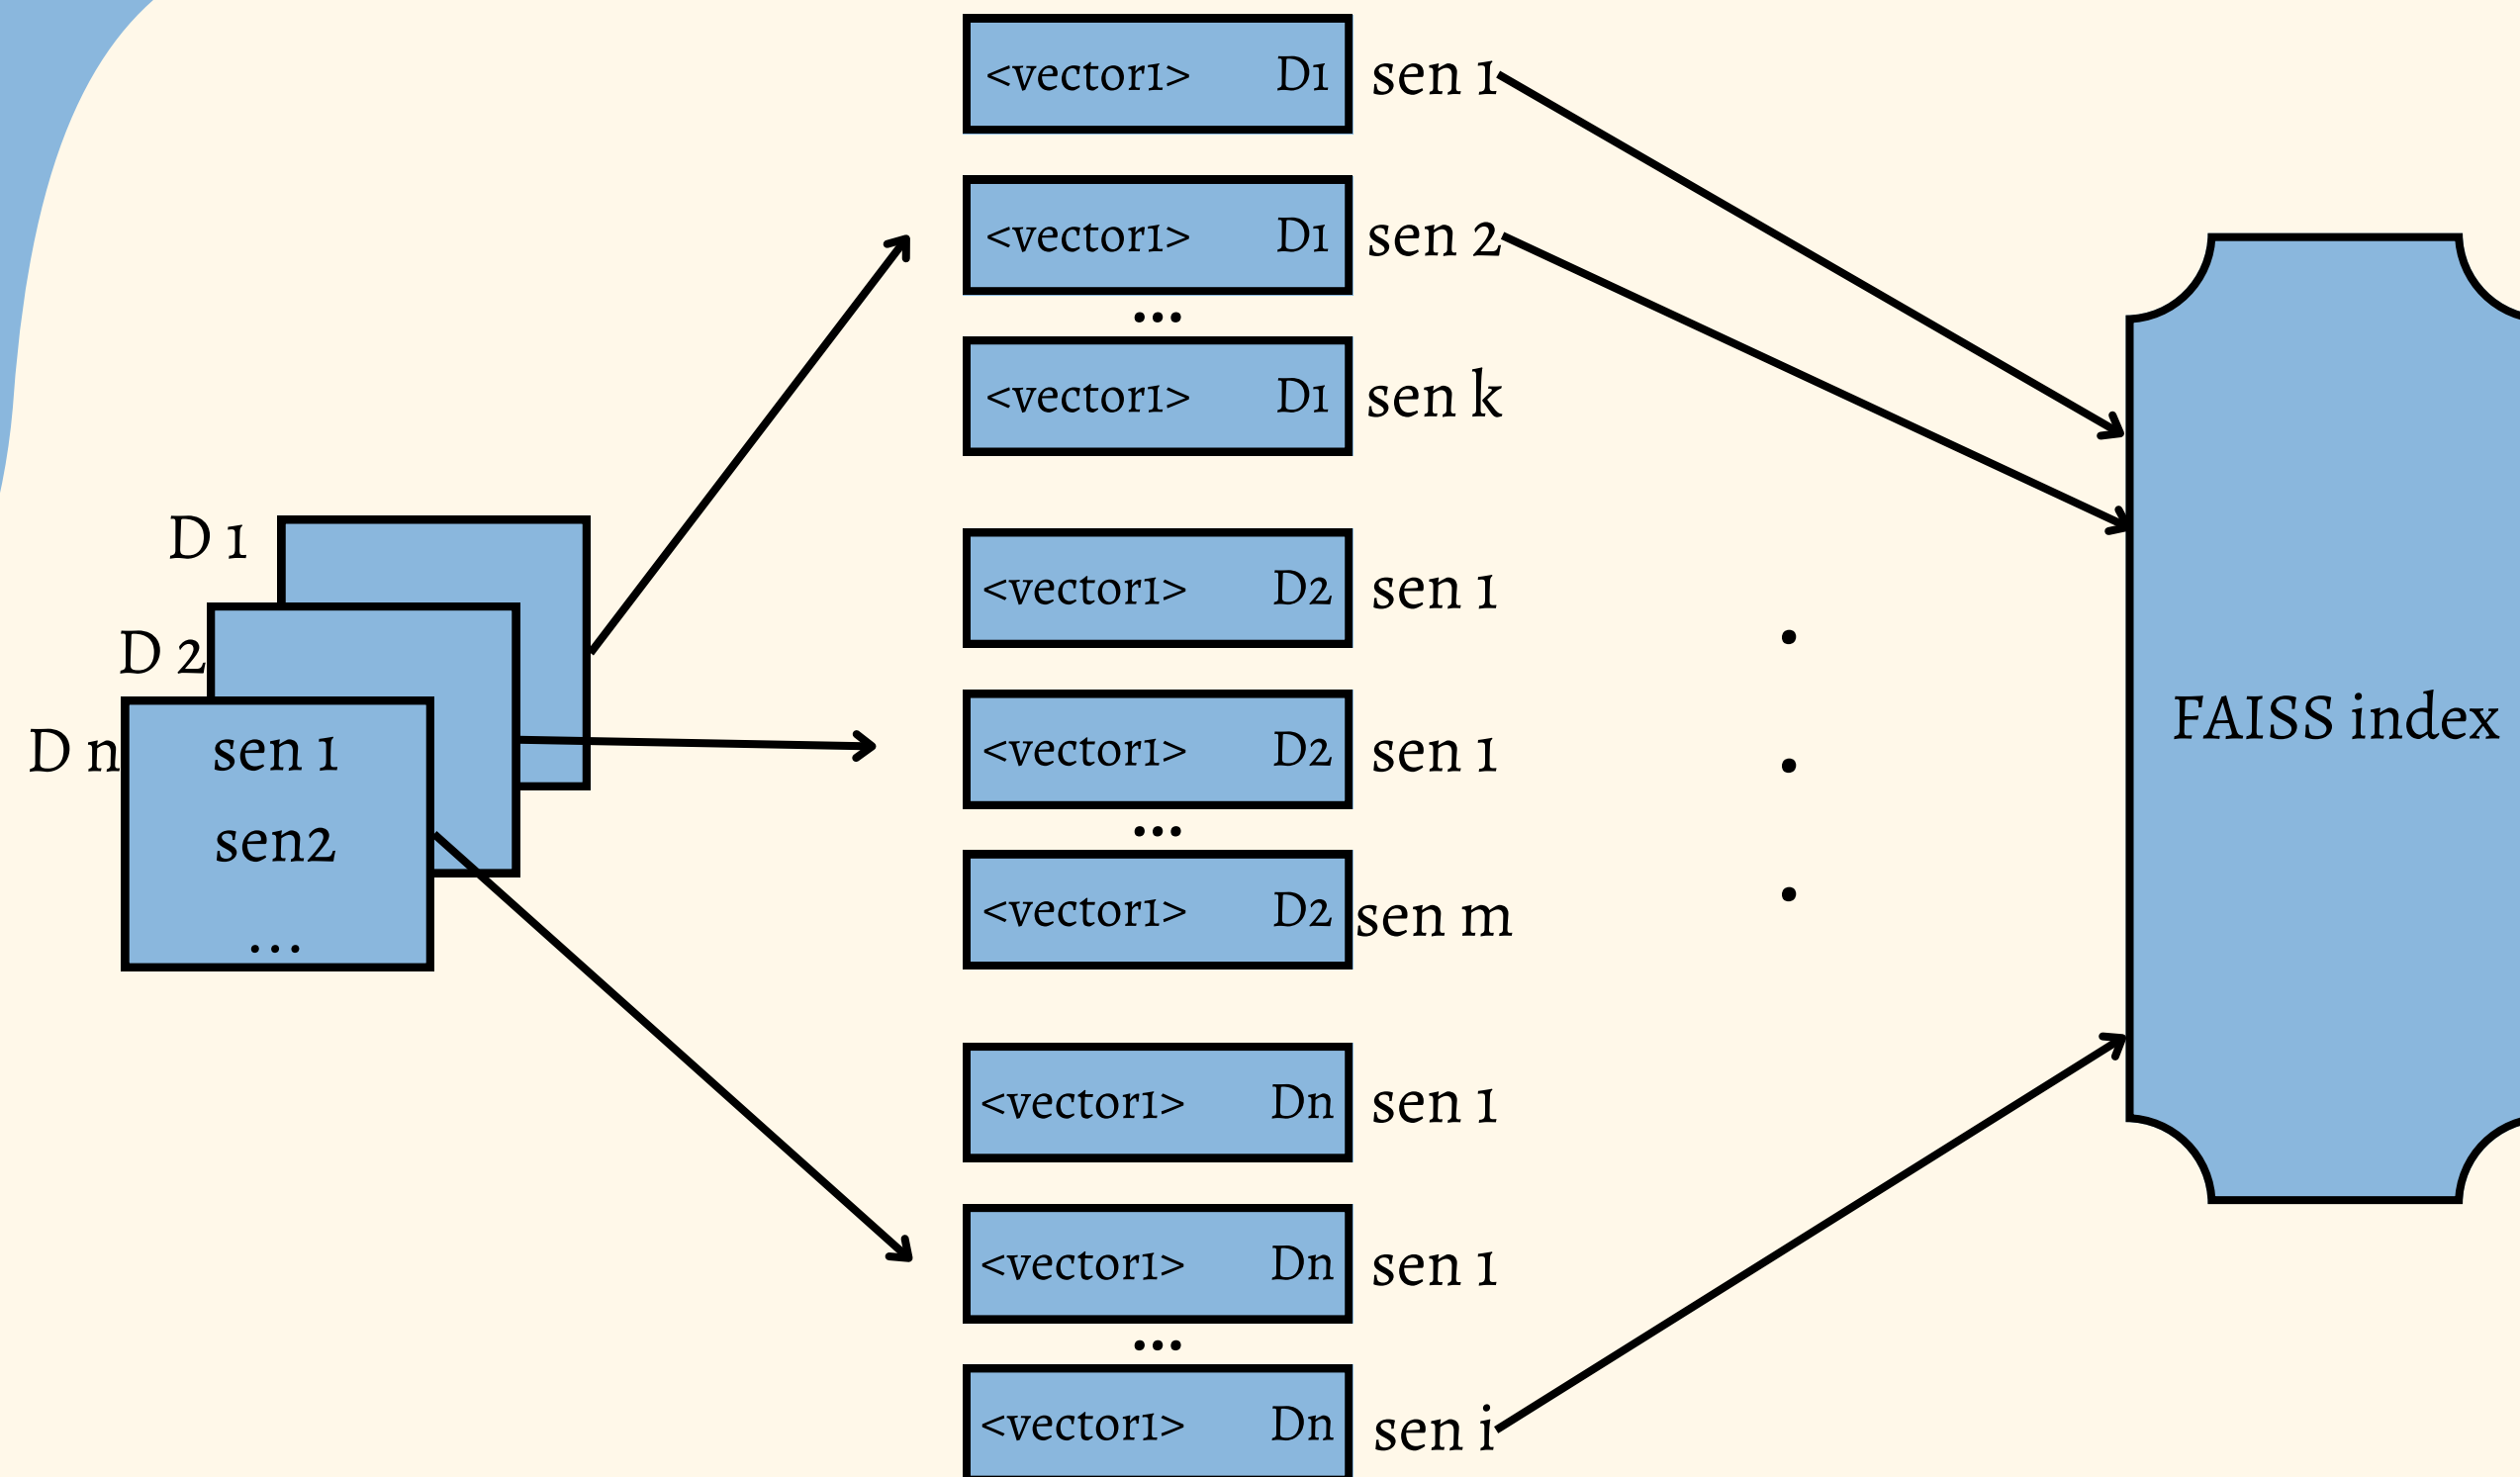 D 1
D 2
D n
sen 1
sen2
...
<vector1> D1 sen 1
<vector1> D1 sen 2
...
<vector1> D1 sen k
<vector1> D2 sen 1
<vector1> D2 sen 1
...
<vector1> D2 sen m
<vector1> Dn sen 1
<vector1> Dn sen 1
...
<vector1> Dn sen i
.
.
.
FAISS index